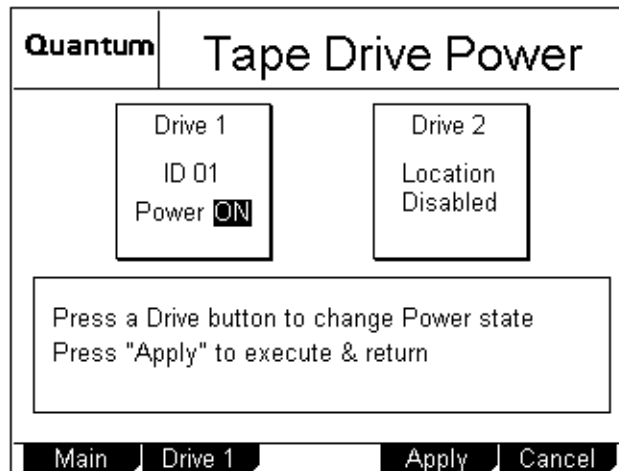 Quantum
Tape Drive Power
Drive 1
ID 01
Power ON
Drive 2
Location
Disabled
Press a Drive button to change Power state
Press "Apply" to execute & return
Main
Drive 1
Apply
Cancel